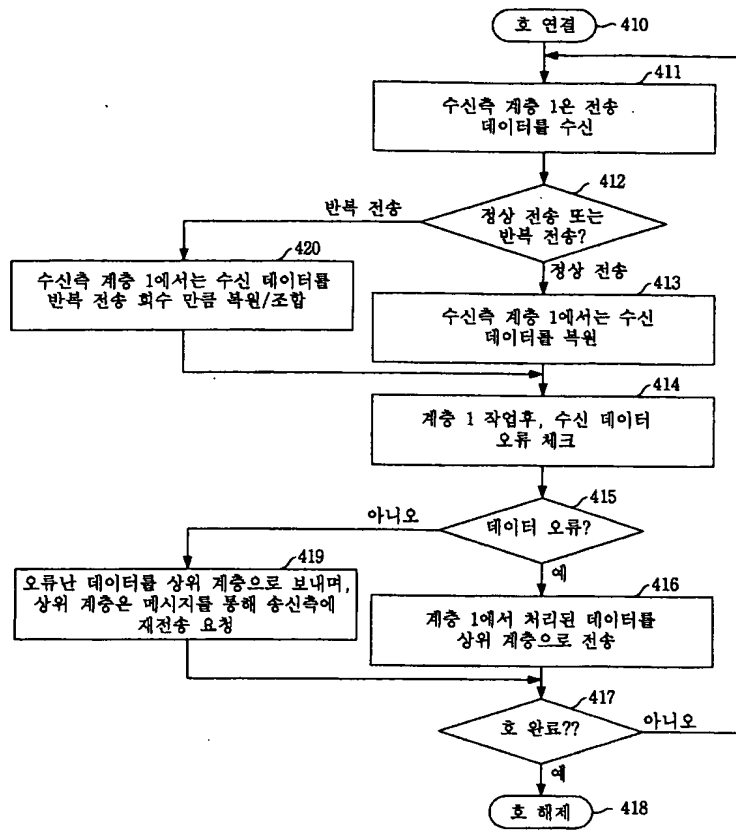 호 연결
410
411
수신측 계층 1은 전송
데이터를 수신
412
반복 전송
정상 전송 또는
반복 전송?
420
정상 전송
수신측 계층 1에서는 수신 데이터를
반복 전송 회수 만큼 복원/조합
413
수신측 계층 1에서는 수신
데이터를 복원
414
계층 1 작업후, 수신 데이터
오류 체크
415
아니오
데이터 오류?
419
예
오류난 데이터를 상위 계층으로 보내며,
상위 계층은 메시지를 통해 송신측에
재전송 요청
416
계층 1에서 처리된 데이터를
상위 계층으로 전송
417
호 완료??
아니오
예
호 해제
418